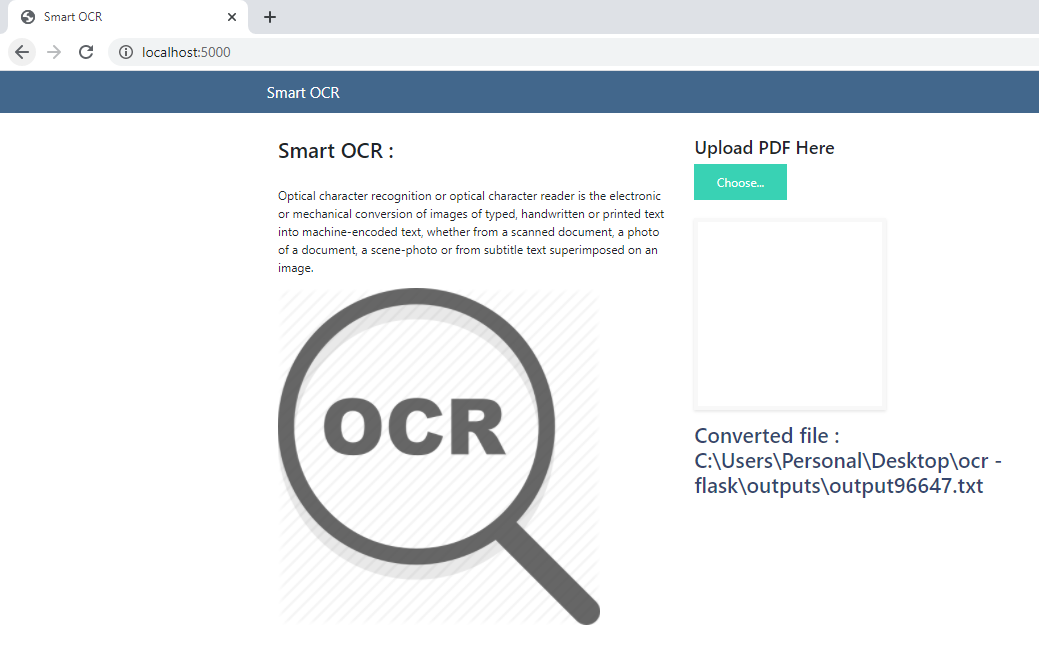 Smart OCR
localhost:5000
Smart OCR
Smart OCR :
Optical character recognition or optical character reader is the electronic
or mechanical conversion of images of typed, handwritten or printed text
into machine-encoded text, whether from a scanned document, a photo
of a document, a scene-photo or from subtitle text superimposed on an
image.
OCR
Upload PDF Here
Choose...
Converted file :
C:\Users\Personal\Desktop\ocr -
flask\outputs\output96647.txt